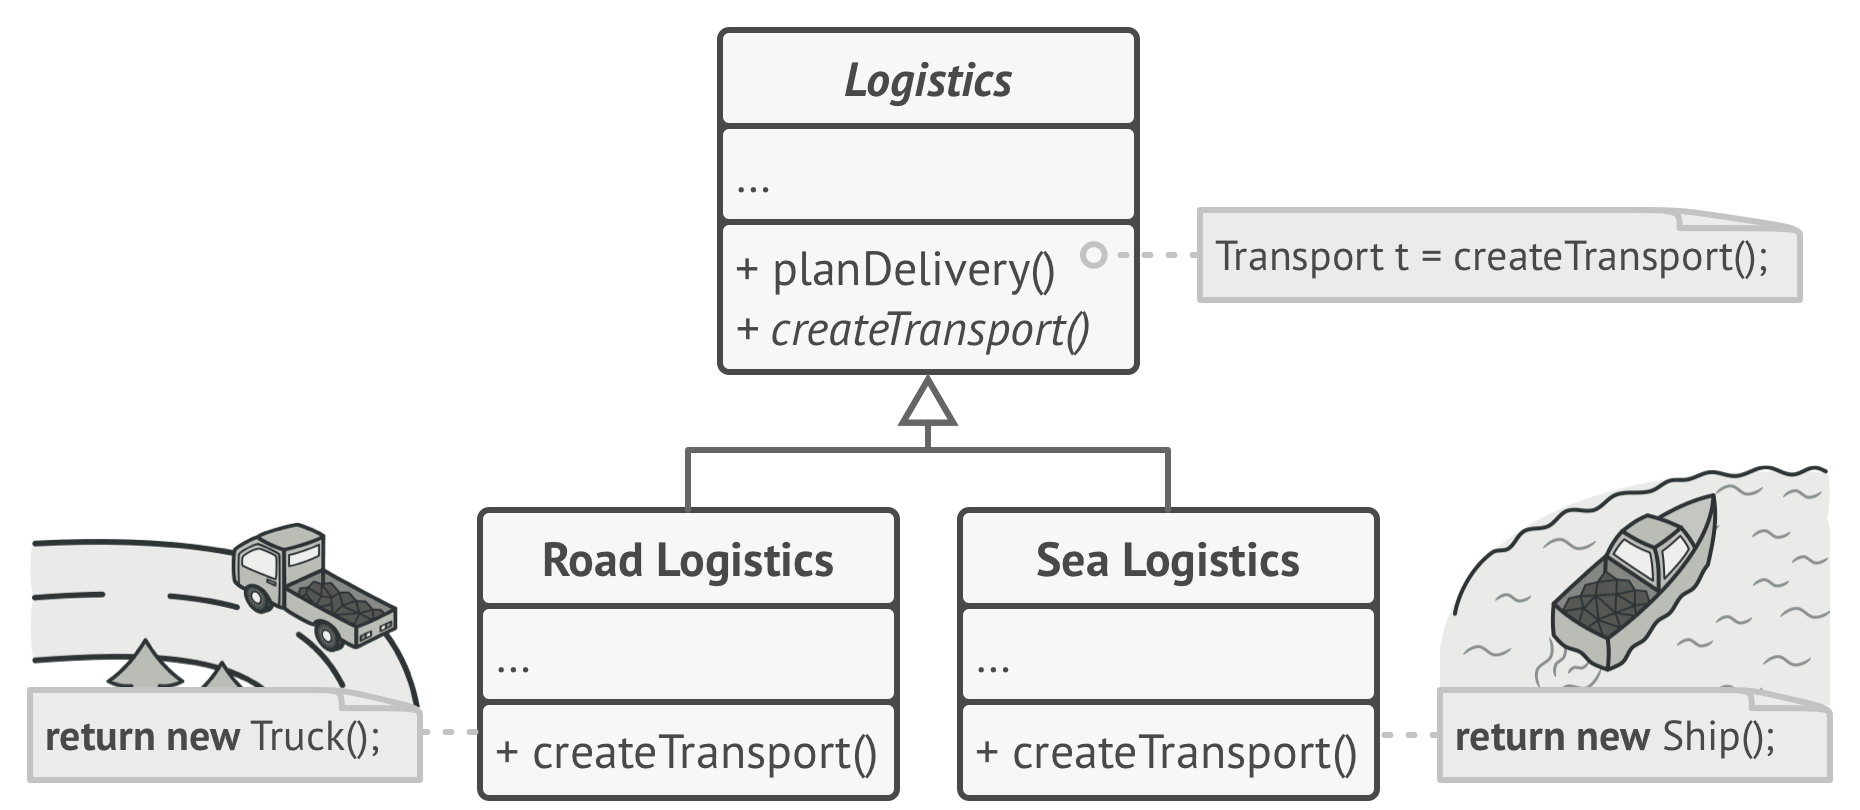 Logistics
...
+ planDelivery()
+ createTransport()
Transport t = createTransport();
Road Logistics
...
+ createTransport()
Sea Logistics
...
+ createTransport()
return new Truck();
return new Ship();